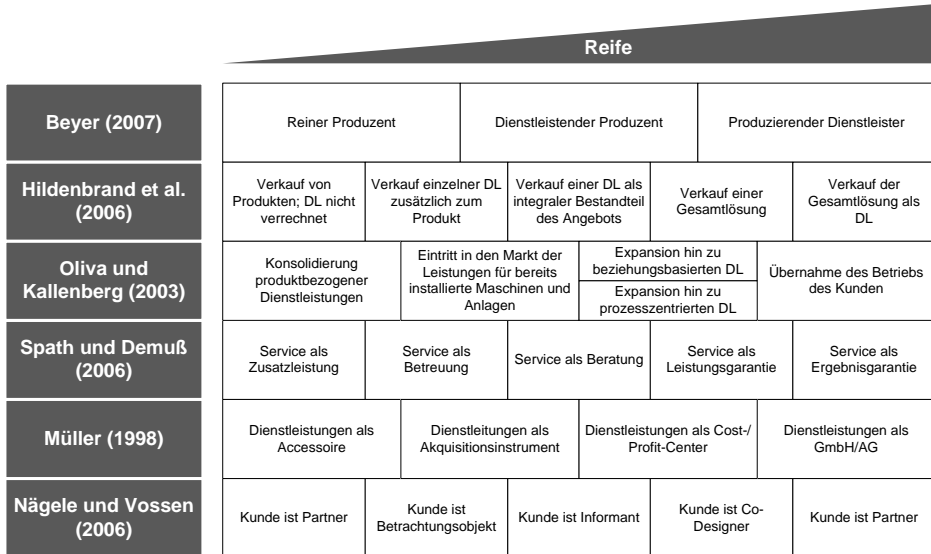 Reife
Beyer (2007)
Reiner Produzent
Dienstleistender Produzent
Produzierender Dienstleister
Hildenbrand et al.
(2006)
Verkauf von
Produkten; DL nicht
verrechnet
Verkauf einzelner DL
zusätzlich zum
Produkt
Verkauf einer DL als
integraler Bestandteil
des Angebots
Verkauf einer
Gesamtlösung
Verkauf der
Gesamtlösung als
DL
Oliva und
Kallenberg (2003)
Konsolidierung
produktbezogener
Dienstleistungen
Eintritt in den Markt der
Leistungen für bereits
installierte Maschinen und
Anlagen
Expansion hin zu
beziehungsbasierten DL
Expansion hin zu
prozesszentrierten DL
Übernahme des Betriebs
des Kunden
Spath und Demuß
(2006)
Service als
Zusatzleistung
Service als
Betreuung
Service als Beratung
Service als
Leistungsgarantie
Service als
Ergebnisgarantie
Müller (1998)
Dienstleistungen als
Accessoire
Dienstleitungen als
Akquisitionsinstrument
Dienstleistungen als Cost-/
Profit-Center
Dienstleistungen als
GmbH/AG
Nägele und Vossen
(2006)
Kunde ist Partner
Kunde ist
Betrachtungsobjekt
Kunde ist Informant
Kunde ist Co-
Designer
Kunde ist Partner